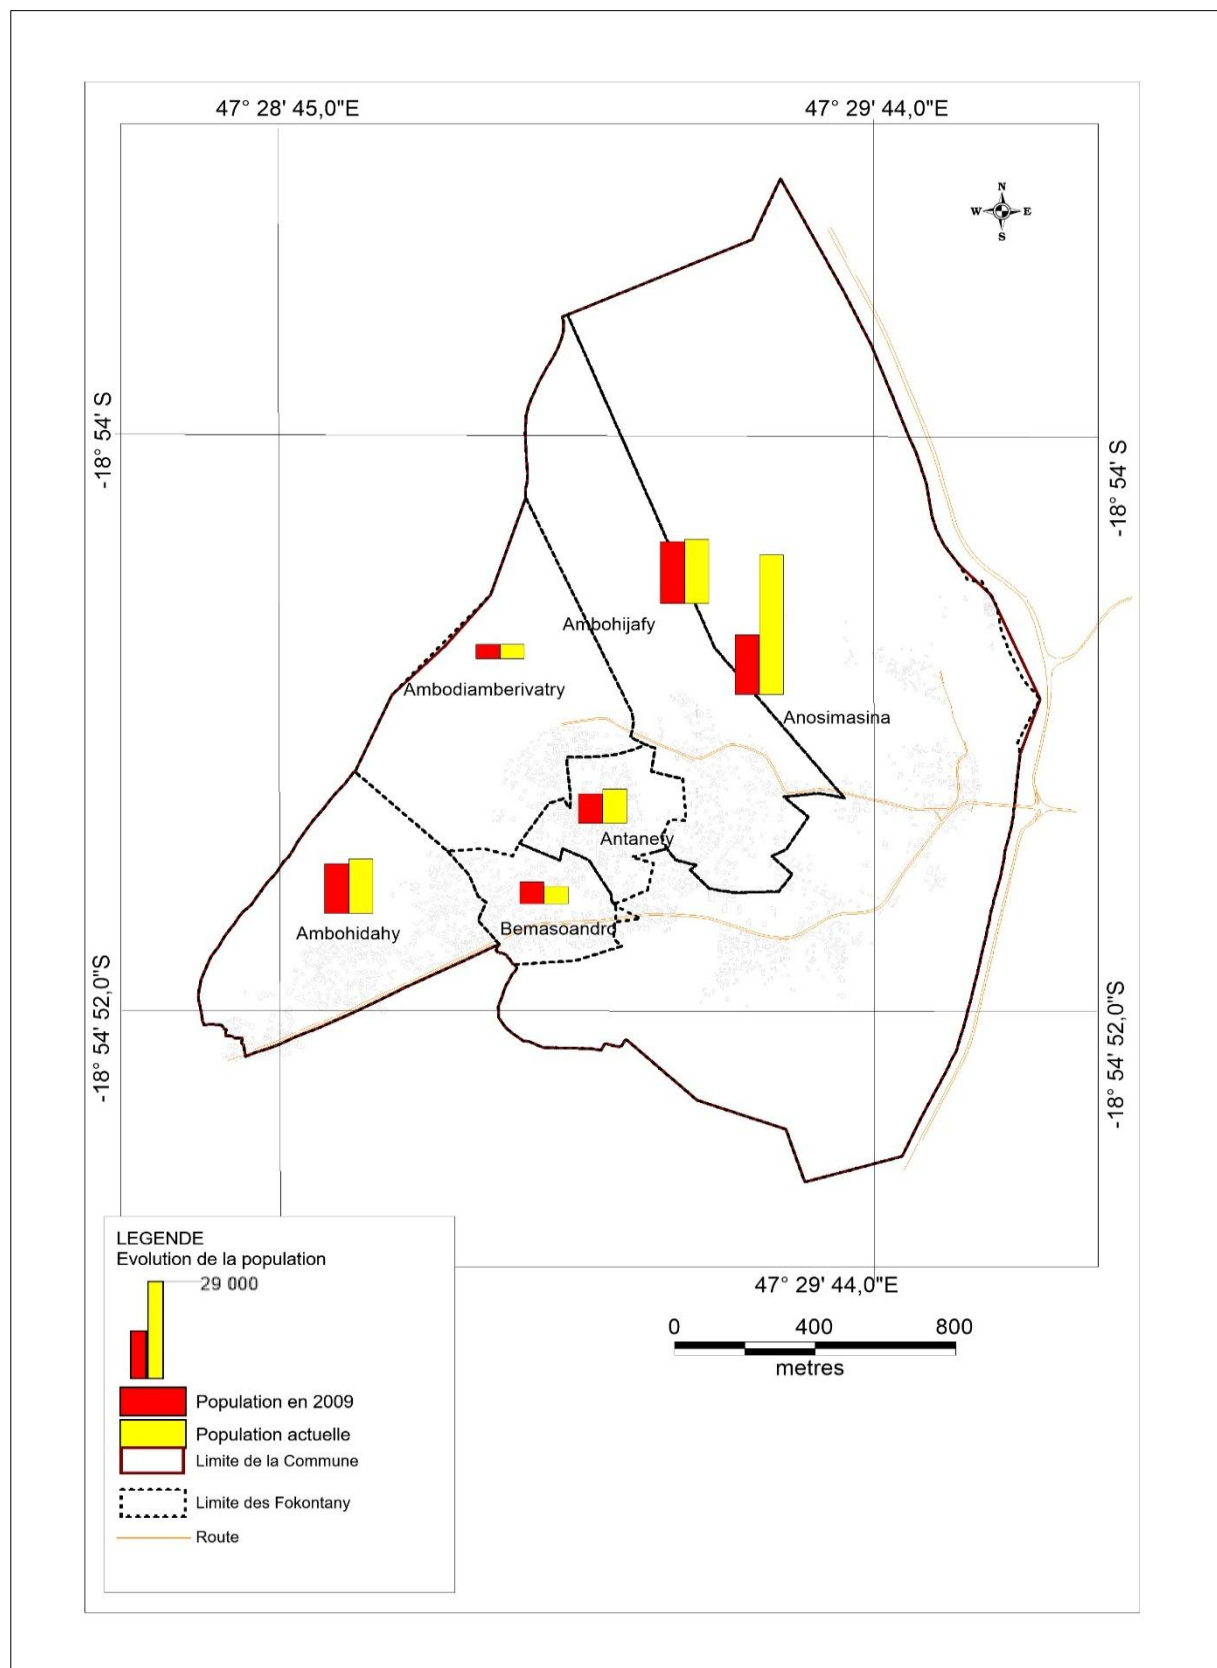 47° 28' 45,0"E
47° 29' 44,0"E
N
W E
S
-18° 54' S
-18° 54' S
Ambohijafy
Ambodiamberivatry
Anosimasina
Antanety
Ambohidahy
Bemasoandro
-18° 54' 52,0"S
-18° 54' 52,0"S
47° 29' 44,0"E
LEGENDE
Evolution de la population
29 000
Population en 2009
Population actuelle
Limite de la Commune
Limite des Fokontany
Route
0 400 800
metres